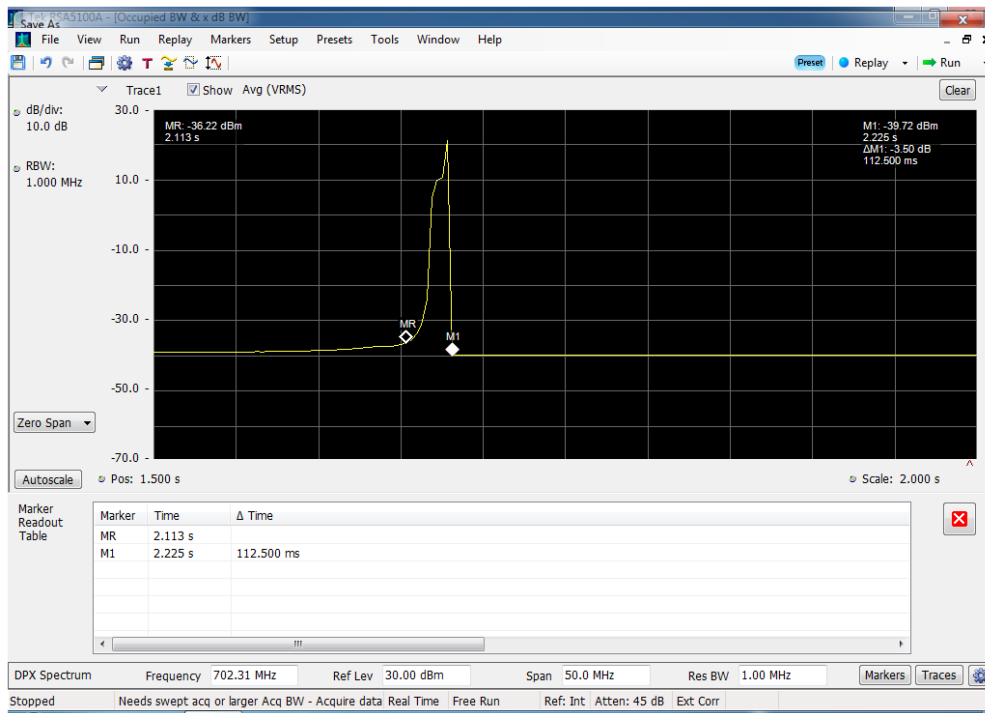 Tek RSA5100A - [Occupied BW & x dB BW]
Save As
File View Run Replay Markers Setup Presets Tools Window Help
T Preset Replay Run
Trace1 Show Avg (VRMS) Clear
dB/div:
10.0 dB
RBW:
1.000 MHz
30.0
10.0
-10.0
-30.0
-50.0
-70.0
MR: -36.22 dBm
2.113 s
M1: -39.72 dBm
2.225 s
ΔM1: -3.50 dB
112.500 ms
MR
M1
Zero Span
Autoscale Pos: 1.500 s Scale: 2.000 s
Marker
Readout
Table
Marker Time Δ Time
MR 2.113 s
M1 2.225 s 112.500 ms
DPX Spectrum Frequency 702.31 MHz Ref Lev 30.00 dBm Span 50.0 MHz Res BW 1.00 MHz Markers Traces
Stopped Needs swept acq or larger Acq BW - Acquire data Real Time Free Run Ref: Int Atten: 45 dB Ext Corr